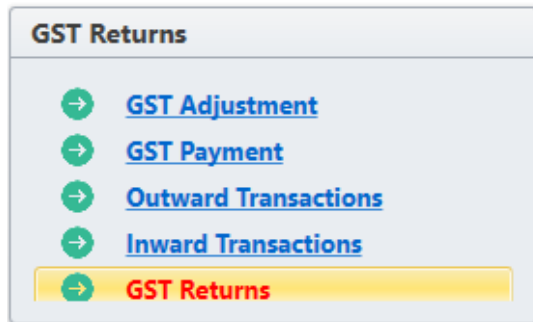 GST Returns
GST Adjustment
GST Payment
Outward Transactions
Inward Transactions
GST Returns